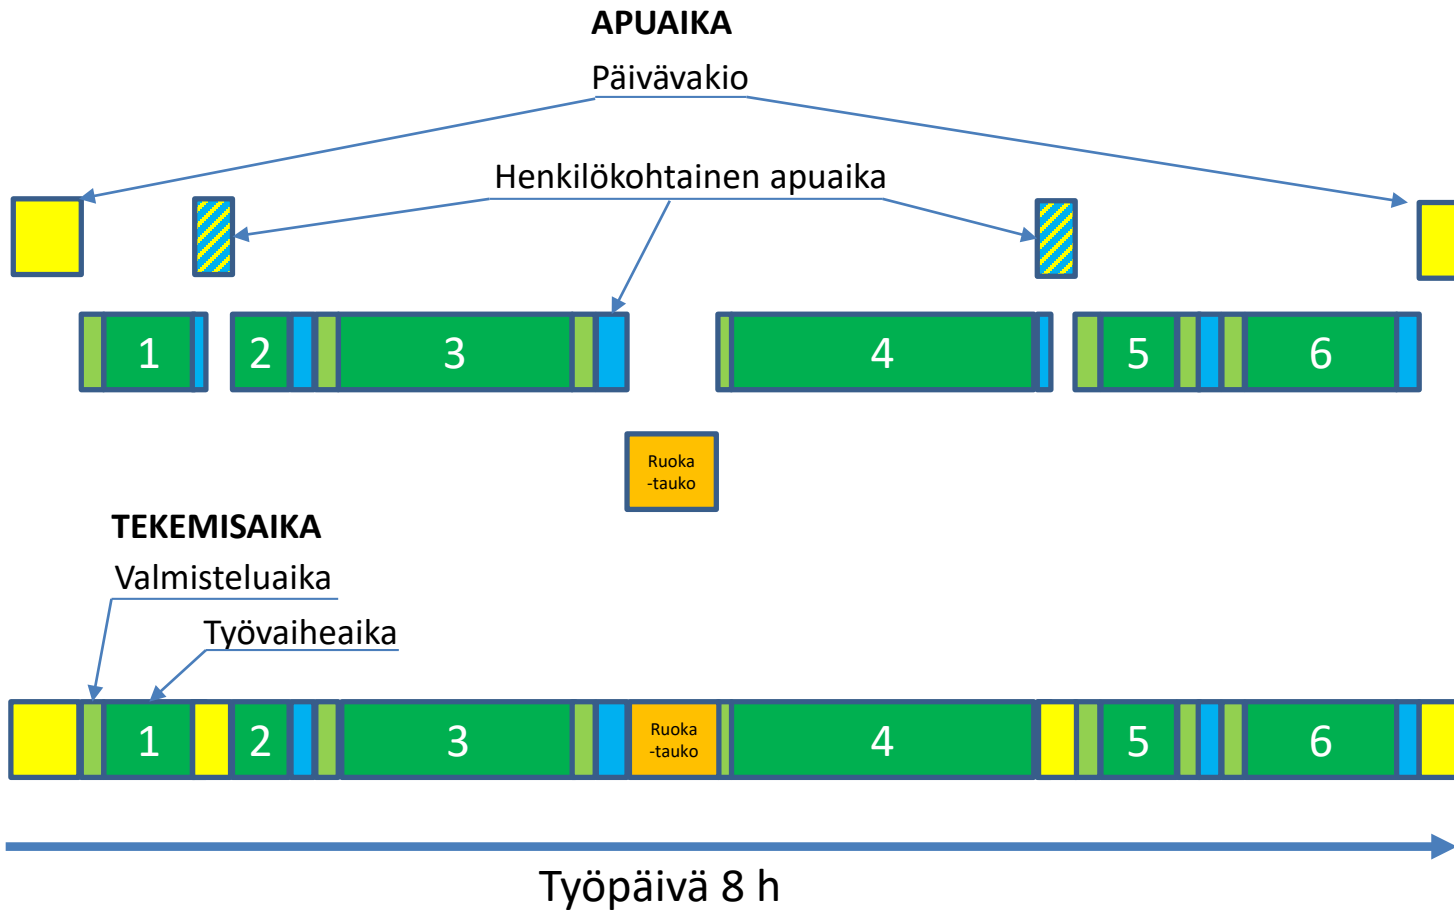 APUAIKA
Päivävakio
Henkilökohtainen apuaika
1
2
3
4
5
6
Ruoka
-tauko
TEKEMISAIKA
Valmisteluaika
Työvaiheaika
1
2
3
Ruoka
-tauko
4
5
6
Työpäivä 8 h